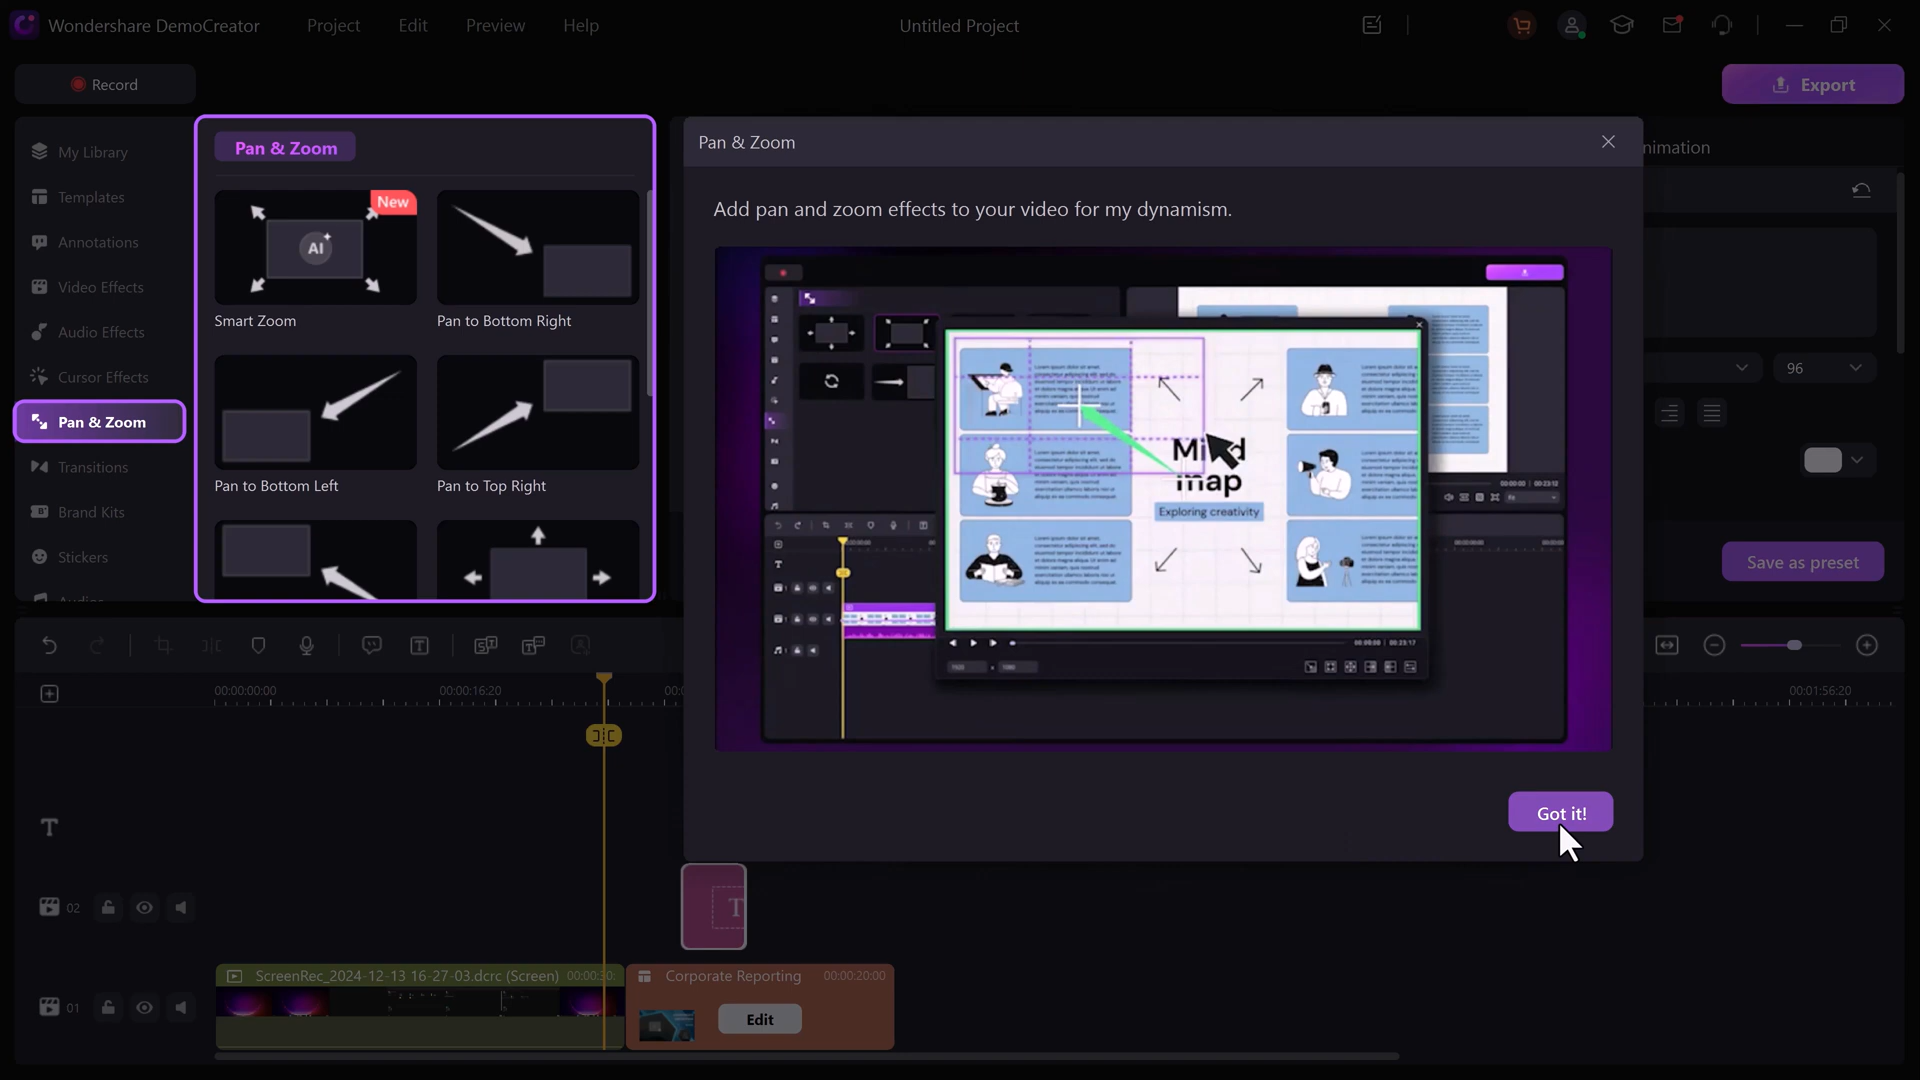 Wondershare DemoCreator
Project
Edit
Preview
Help
Untitled Project
Record
Export
My Library
Templates
Annotations
Video Effects
Audio Effects
Cursor Effects
Pan & Zoom
Transitions
Brand Kits
Stickers
Pan & Zoom
New
AI
Smart Zoom
Pan to Bottom Right
Pan to Bottom Left
Pan to Top Right
Pan & Zoom
nimation
Add pan and zoom effects to your video for my dynamism.
Mind
map
Exploring creativity
96
Got it!
Save as preset
00:00:00:00
00:00:16:20
00:0
00:01:56:20
T
02
T
ScreenRec_2024-12-13 16-27-03.dcrc (Screen)
00:00:30:
Corporate Reporting
00:00:20:00
01
Edit